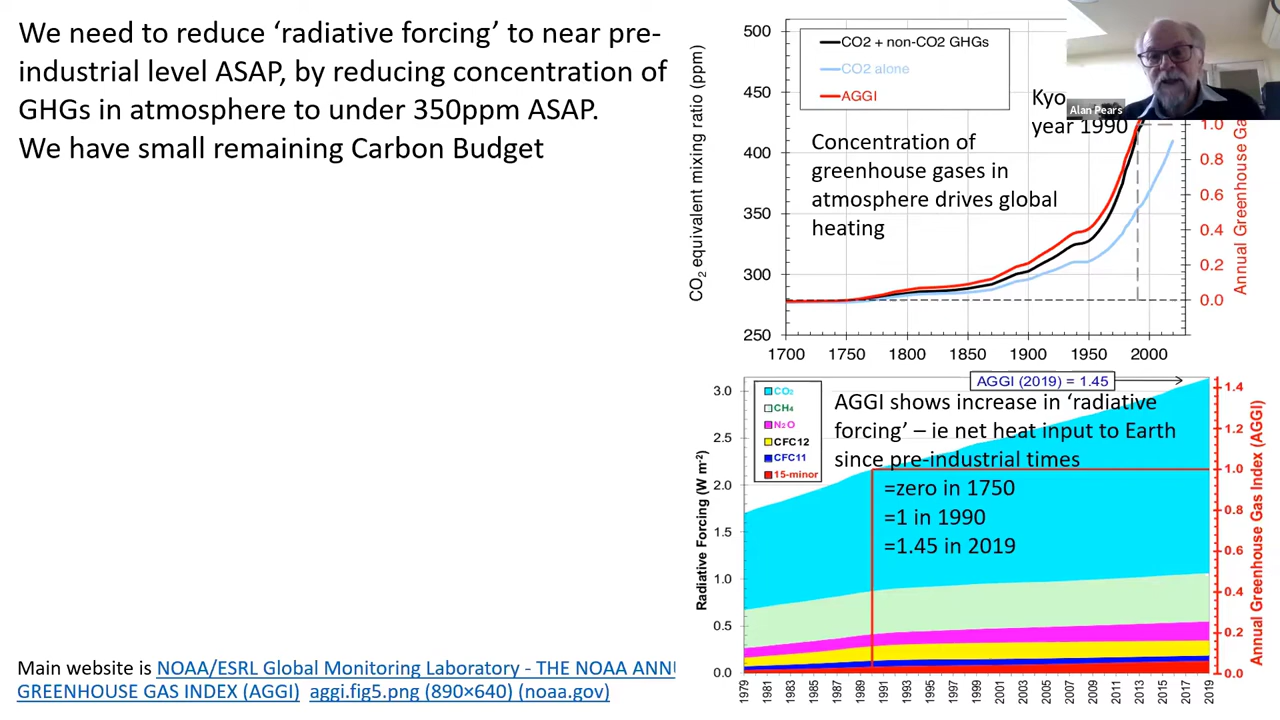 We need to reduce ‘radiative forcing’ to near pre-
industrial level ASAP, by reducing concentration of
GHGs in atmosphere to under 350ppm ASAP.
We have small remaining Carbon Budget
CO2 equivalent mixing ratio (ppm)
500
450
400
350
300
250
CO2 + non-CO2 GHGs
CO2 alone
AGGI
Kyo
year 1990
Alan Pears
Concentration of
greenhouse gases in
atmosphere drives global
heating
1700 1750 1800 1850 1900 1950 2000
1.0
0.8
0.6
0.4
0.2
0.0
Annual Greenhouse Ga
AGGI (2019) = 1.45
Radiative Forcing (W m-2)
3.0
2.5
2.0
1.5
1.0
0.5
0.0
CO2
CH4
N2O
CFC12
CFC11
15-minor
AGGI shows increase in ‘radiative
forcing’ – ie net heat input to Earth
since pre-industrial times
=zero in 1750
=1 in 1990
=1.45 in 2019
1.4
1.2
1.0
0.8
0.6
0.4
0.2
0.0
Annual Greenhouse Gas Index (AGGI)
1979 1981 1983 1985 1987 1989 1991 1993 1995 1997 1999 2001 2003 2005 2007 2009 2011 2013 2015 2017 2019
Main website is NOAA/ESRL Global Monitoring Laboratory - THE NOAA ANNU
GREENHOUSE GAS INDEX (AGGI) aggi.fig5.png (890×640) (noaa.gov)